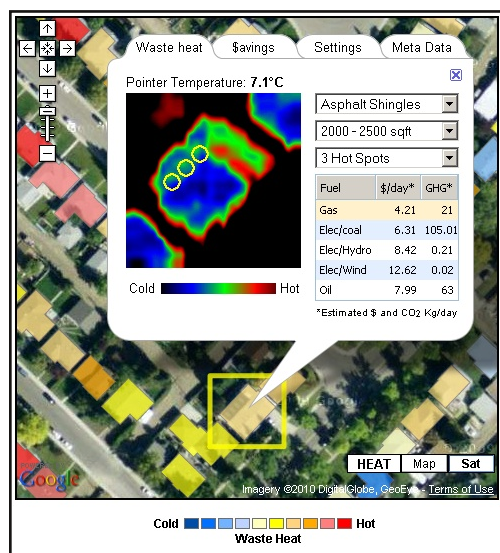 Waste heat $avings Settings Meta Data
Pointer Temperature: 7.1°C
Asphalt Shingles
2000 - 2500 sqft
3 Hot Spots
Fuel $/day* GHG*
Gas 4.21 21
Elec/coal 6.31 105.01
Elec/Hydro 8.42 0.21
Elec/Wind 12.62 0.02
Oil 7.99 63
Cold Hot
*Estimated $ and CO2 Kg/day
Google
HEAT Map Sat
POWERED BY
Google
Imagery ©2010 DigitalGlobe, GeoEye - Terms of Use
Cold Hot
Waste Heat